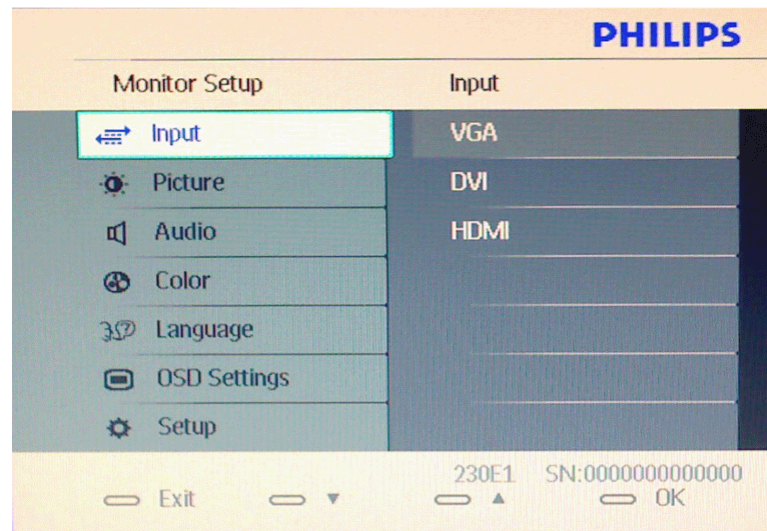 PHILIPS
Monitor Setup
Input
Input
VGA
Picture
DVI
Audio
HDMI
Color
Language
OSD Settings
Setup
230E1 SN:0000000000000
Exit ▼ ▲ OK